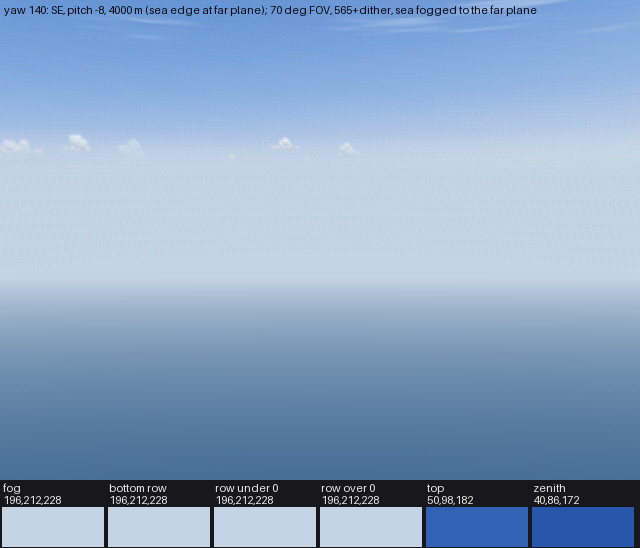 yaw 140: SE, pitch -8, 4000 m (sea edge at far plane); 70 deg FOV, 565+dither, sea fogged to the far plane
fog bottom row row under 0 row over 0 top zenith
196,212,228 196,212,228 196,212,228 196,212,228 50,98,182 40,86,172